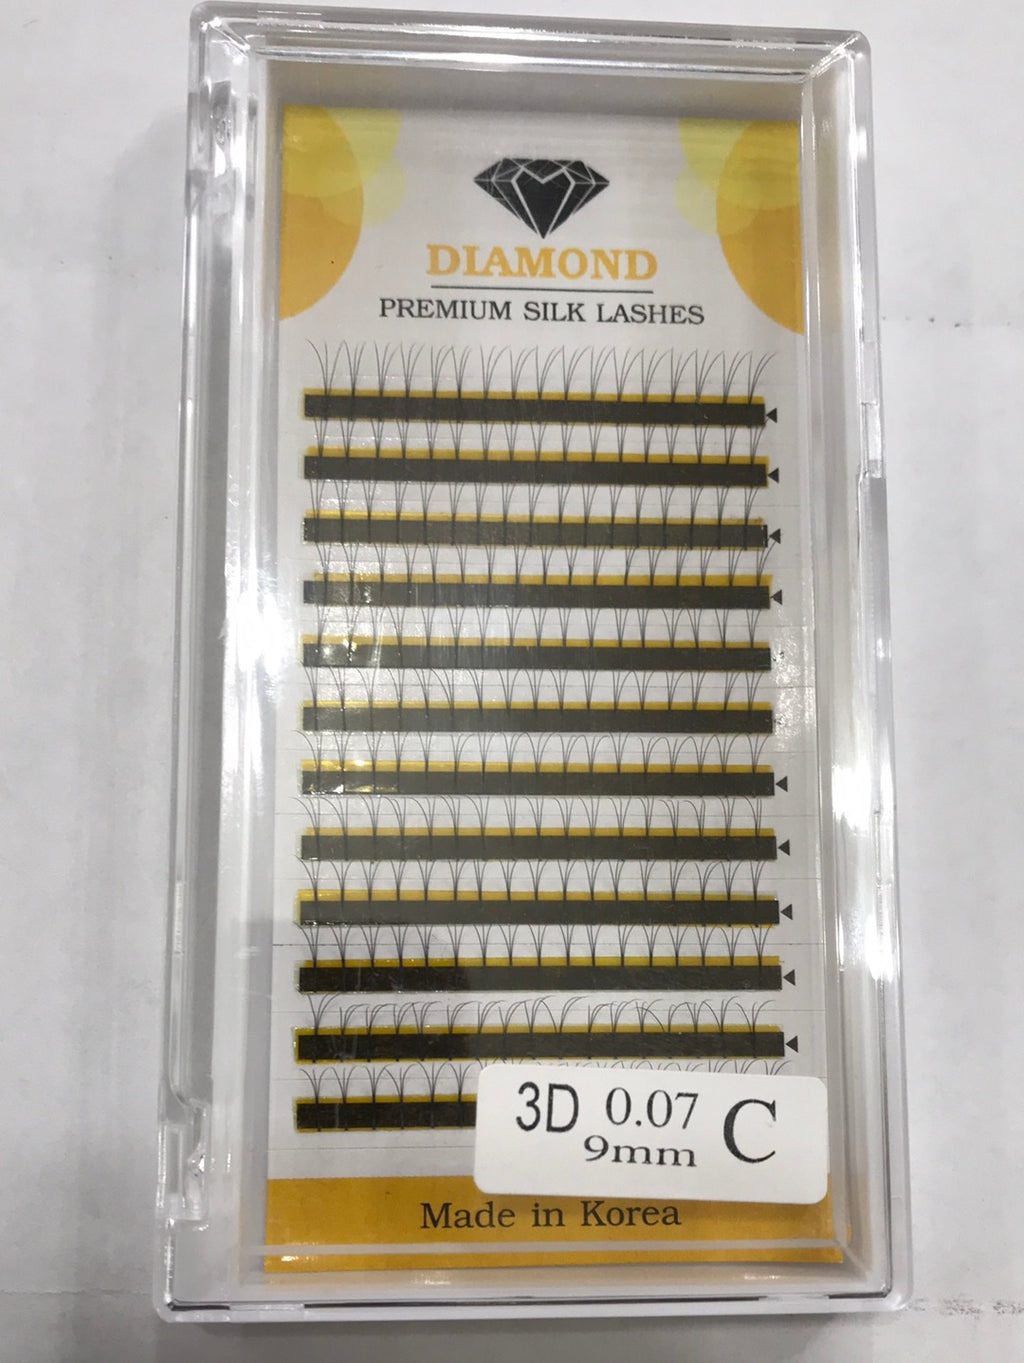 DIAMOND
PREMIUM SILK LASHES
3D 0.07 C
9mm
Made in Korea